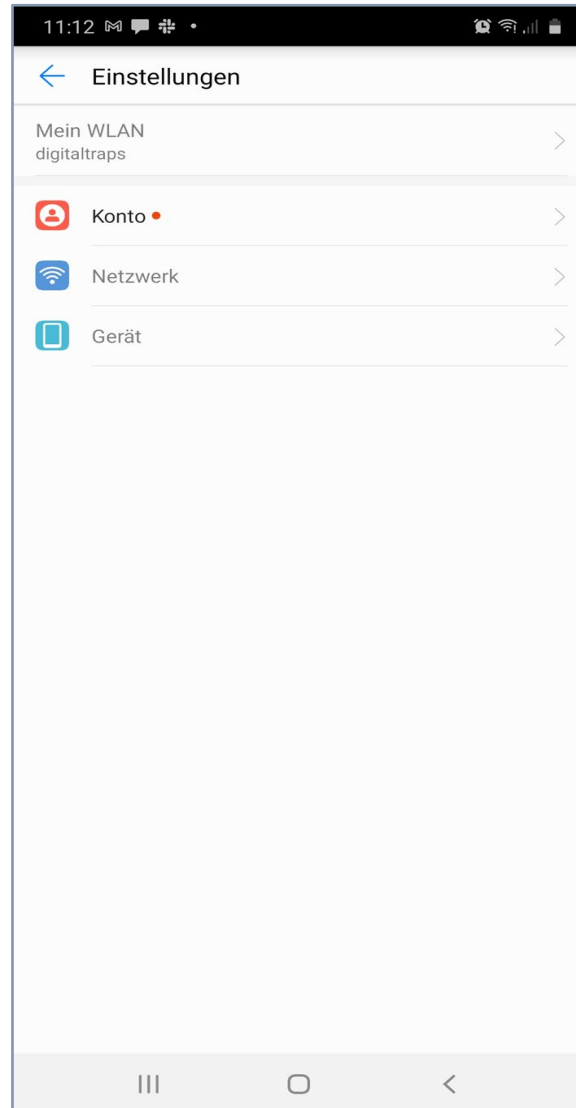 11:12
Einstellungen
Mein WLAN
digitaltraps
Konto
Netzwerk
Gerät